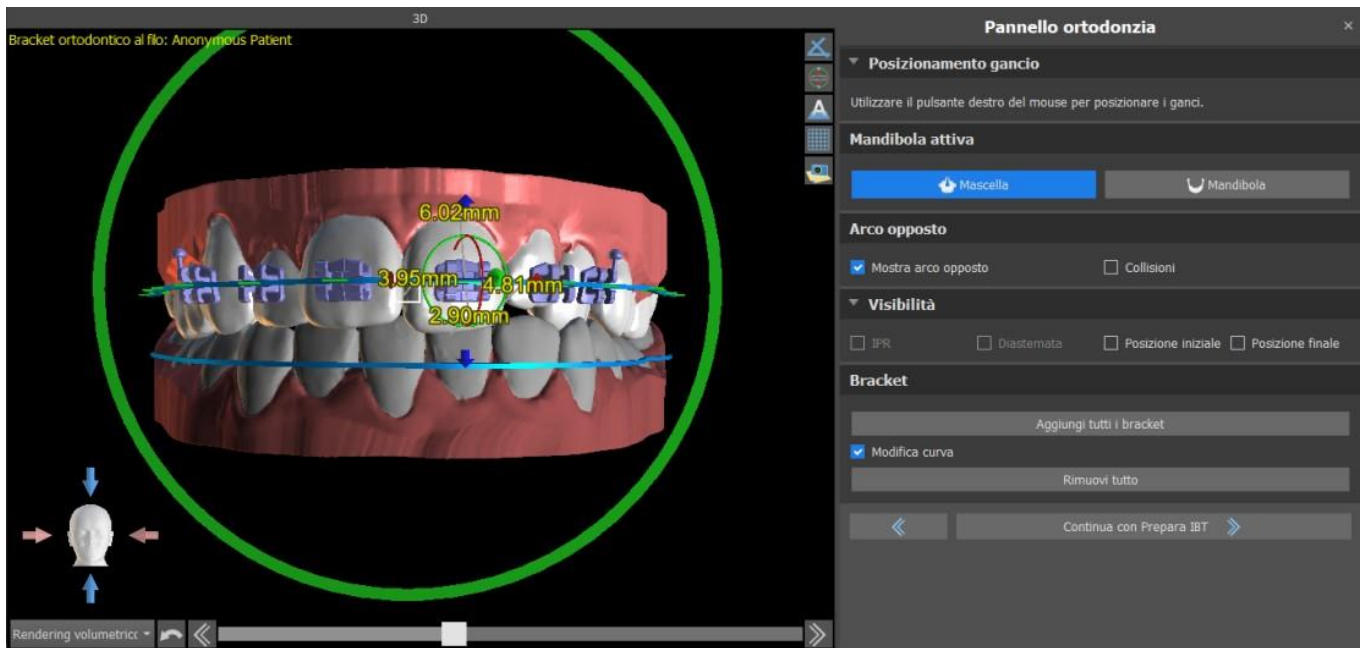 3D
Bracket ortodontico al filo: Anonymous Patient
6.02mm
3.95mm
4.81mm
2.90mm
A
Rendering volumetricc
Pannello ortodonzia
Posizionamento gancio
Utilizzare il pulsante destro del mouse per posizionare i ganci.
Mandibola attiva
Mascella Mandibola
Arco opposto
Mostra arco opposto Collisioni
Visibilità
IPR Diastemata Posizione iniziale Posizione finale
Bracket
Aggiungi tutti i bracket
Modifica curva
Rimuovi tutto
Continua con Prepara IBT